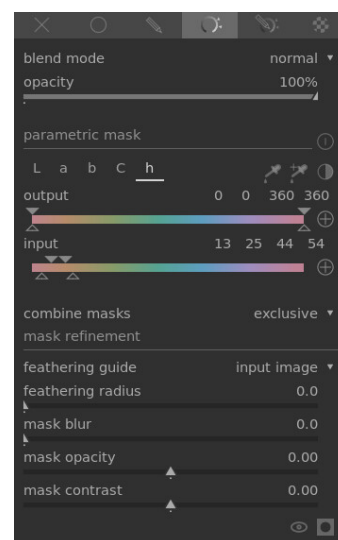 blend mode normal
opacity 100%
parametric mask
L a b C h
output 0 0 360 360
input 13 25 44 54
combine masks exclusive
mask refinement
feathering guide input image
feathering radius 0.0
mask blur 0.0
mask opacity 0.00
mask contrast 0.00